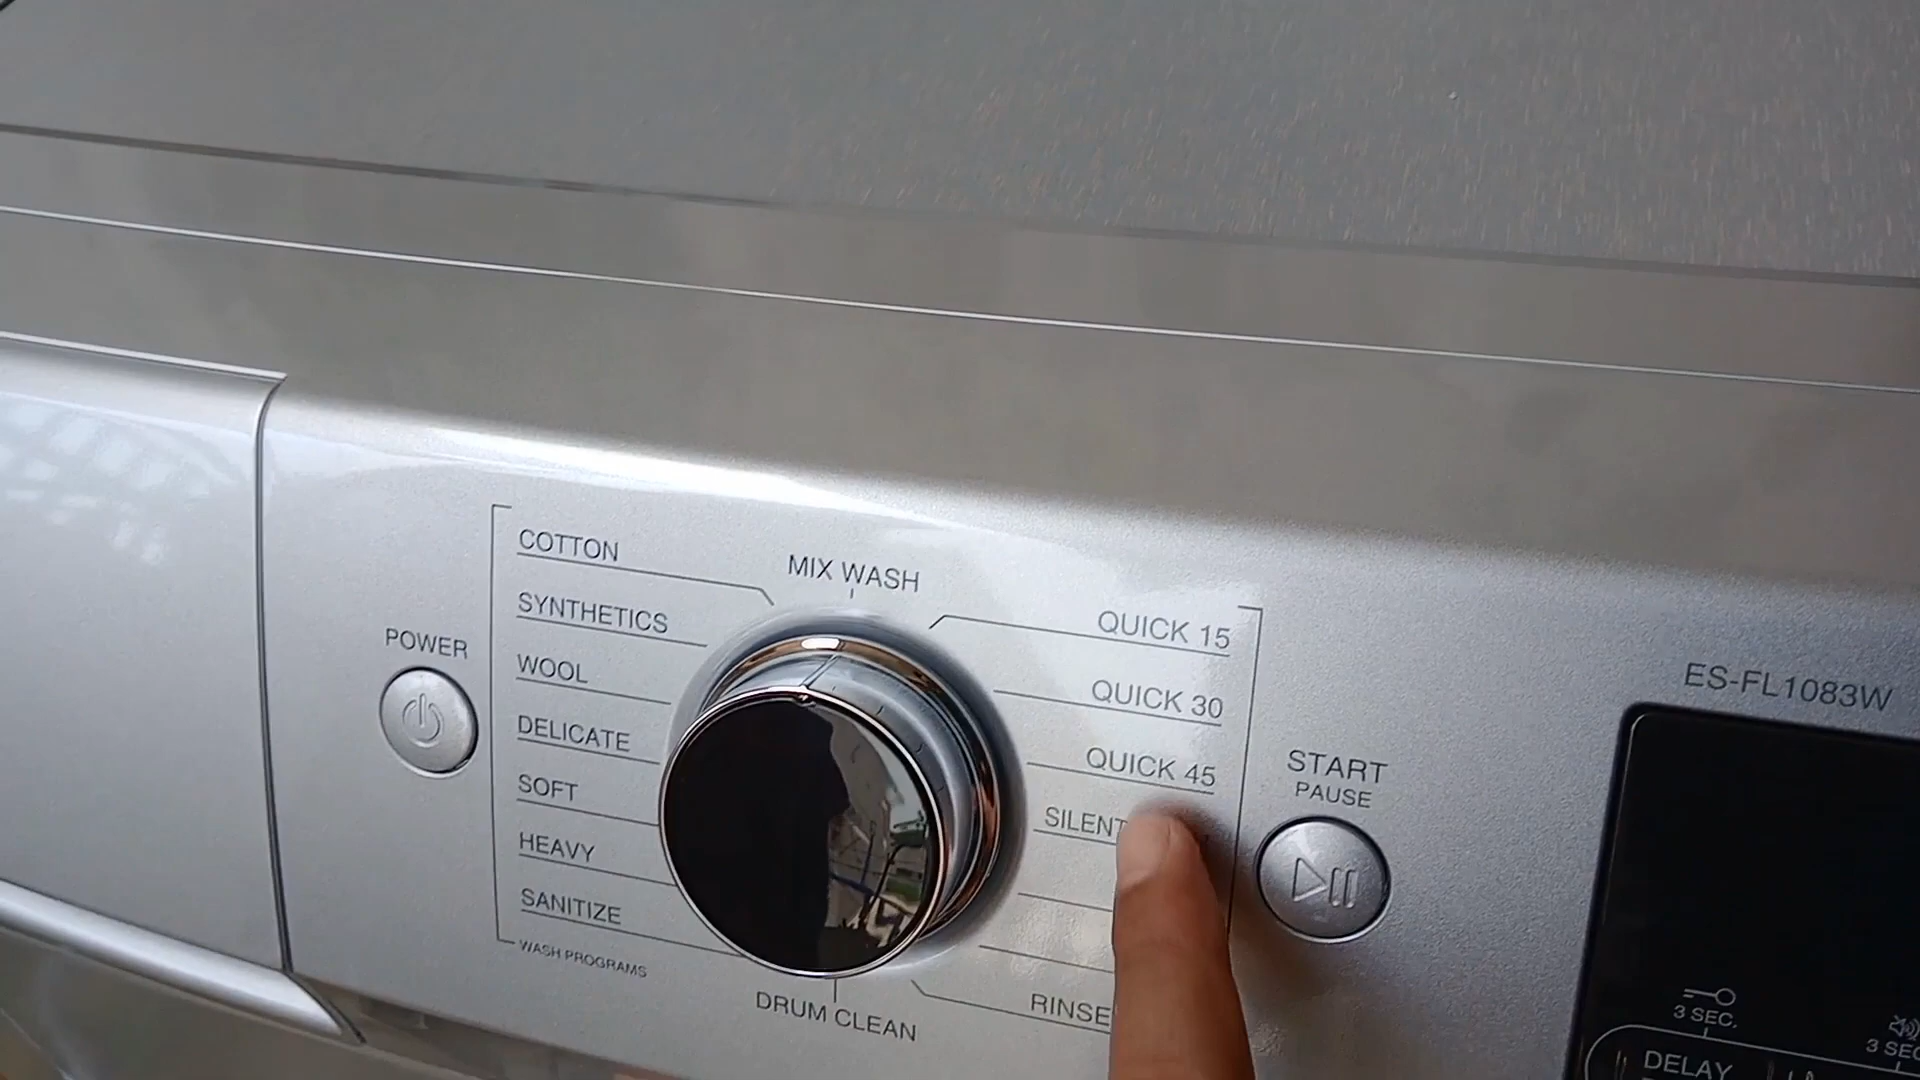 COTTON
SYNTHETICS
WOOL
DELICATE
SOFT
HEAVY
SANITIZE
WASH PROGRAMS
POWER
MIX WASH
DRUM CLEAN
QUICK 15
QUICK 30
QUICK 45
SILENT
RINSE
START
PAUSE
ES-FL1083W
3 SEC.
3 SEC
DELAY